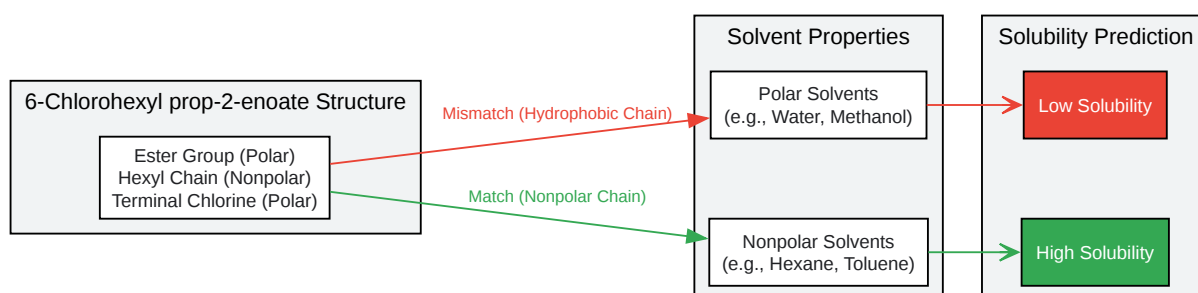 6-Chlorohexyl prop-2-enoate Structure
Ester Group (Polar)
Hexyl Chain (Nonpolar)
Terminal Chlorine (Polar)
Mismatch (Hydrophobic Chain)
Match (Nonpolar Chain)
Solvent Properties
Polar Solvents
(e.g., Water, Methanol)
Nonpolar Solvents
(e.g., Hexane, Toluene)
Solubility Prediction
Low Solubility
High Solubility